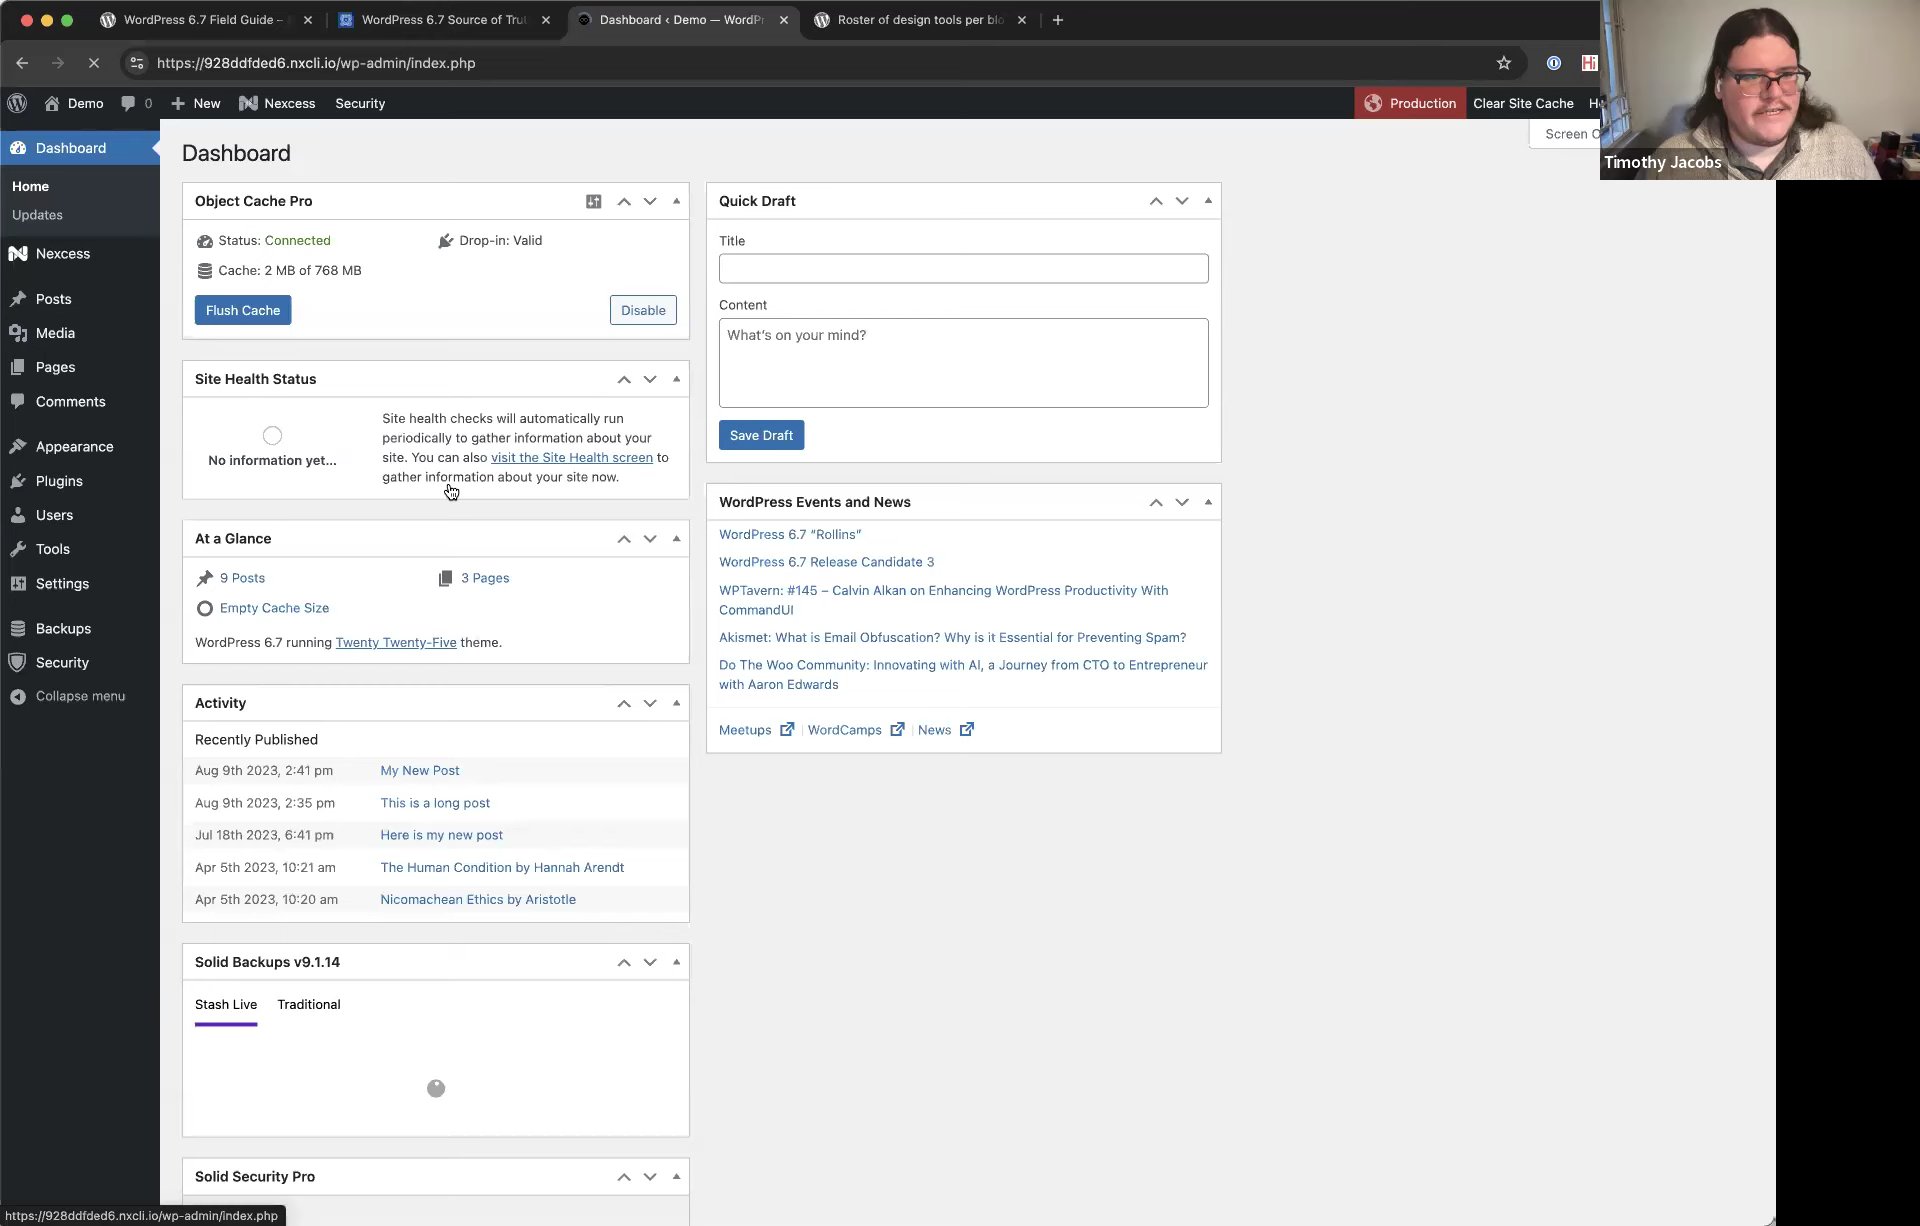 WordPress 6.7 Field Guide –
WordPress 6.7 Source of Tru
Dashboard ‹ Demo — WordPr
Roster of design tools per blo
https://928ddfded6.nxcli.io/wp-admin/index.php
Hi
Demo
0
New
Nexcess
Security
Production
Clear Site Cache
Screen O
Timothy Jacobs
Dashboard
Home
Updates
Nexcess
Posts
Media
Pages
Comments
Appearance
Plugins
Users
Tools
Settings
Backups
Security
Collapse menu
Dashboard
Object Cache Pro
Status: Connected
Drop-in: Valid
Cache: 2 MB of 768 MB
Flush Cache
Disable
Site Health Status
No information yet...
Site health checks will automatically run
periodically to gather information about your
site. You can also visit the Site Health screen to
gather information about your site now.
At a Glance
9 Posts
3 Pages
Empty Cache Size
WordPress 6.7 running Twenty Twenty-Five theme.
Activity
Recently Published
Aug 9th 2023, 2:41 pm
My New Post
Aug 9th 2023, 2:35 pm
This is a long post
Jul 18th 2023, 6:41 pm
Here is my new post
Apr 5th 2023, 10:21 am
The Human Condition by Hannah Arendt
Apr 5th 2023, 10:20 am
Nicomachean Ethics by Aristotle
Solid Backups v9.1.14
Stash Live
Traditional
Solid Security Pro
Quick Draft
Title
Content
What's on your mind?
Save Draft
WordPress Events and News
WordPress 6.7 “Rollins”
WordPress 6.7 Release Candidate 3
WPTavern: #145 – Calvin Alkan on Enhancing WordPress Productivity With
CommandUI
Akismet: What is Email Obfuscation? Why is it Essential for Preventing Spam?
Do The Woo Community: Innovating with AI, a Journey from CTO to Entrepreneur
with Aaron Edwards
Meetups
WordCamps
News
https://928ddfded6.nxcli.io/wp-admin/index.php